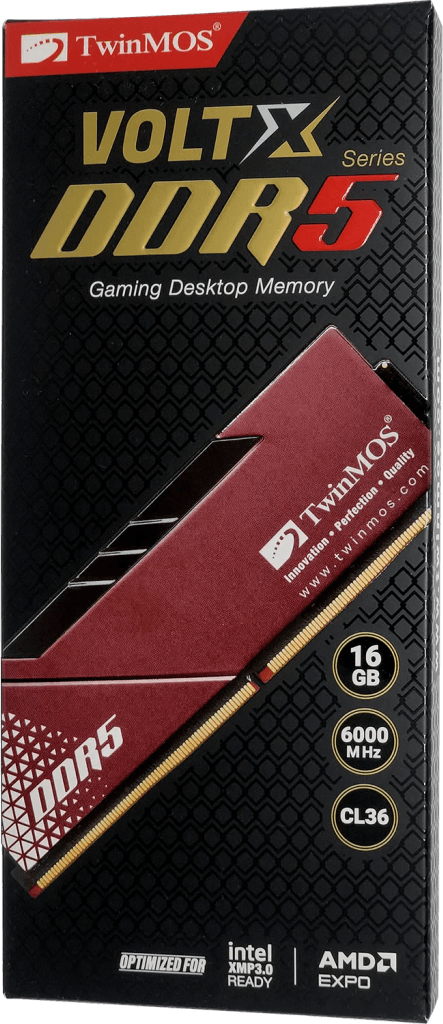 TwinMOS®
VOLTX
Series
DDR5
Gaming Desktop Memory
TwinMOS®
Innovation • Perfection • Quality
www.twinmos.com
DDR5
16
GB
6000
MHz
CL36
OPTIMIZED FOR
intel
XMP3.0
READY
AMD
EXPO